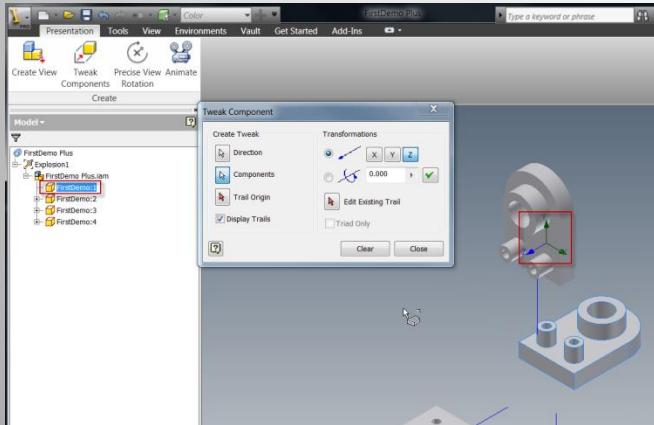 Color
FirstDemo Plus
Type a keyword or phrase
PRO
Presentation Tools View Environments Vault Get Started Add-Ins
Create View
Tweak Components
Precise View Rotation
Animate
Create
Model
FirstDemo Plus
Explosion1
FirstDemo Plus.iam
FirstDemo:1
FirstDemo:2
FirstDemo:3
FirstDemo:4
Tweak Component
X
Create Tweak
Direction
Components
Trail Origin
Display Trails
Transformations
X Y Z
0.000
Edit Existing Trail
Triad Only
?
Clear
Close